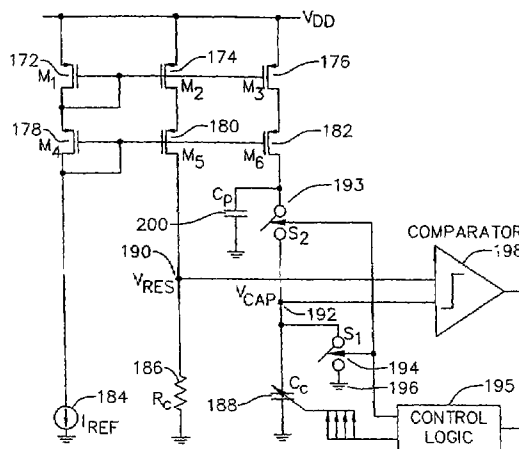 VDD
172
174
176
M1
M2
M3
178
180
182
M4
M5
M6
193
CP
200
S2
COMPARATOR
198
190
VRES
VCAP
192
S1
194
186
196
195
184
IREF
RC
188
CC
CONTROL
LOGIC